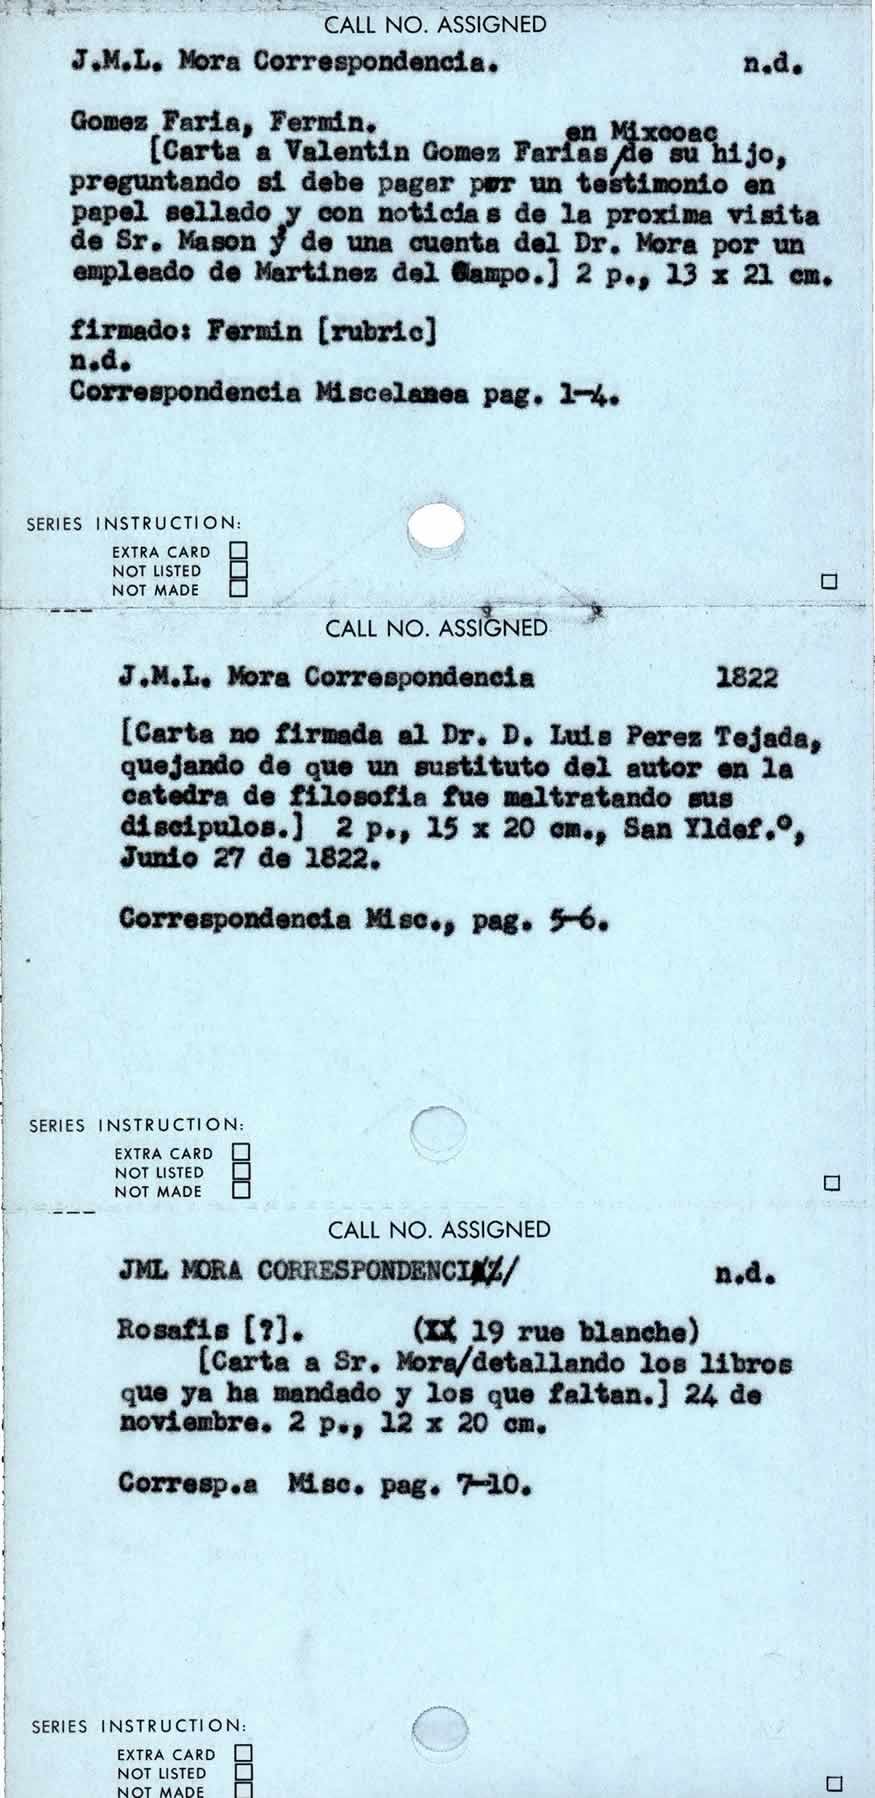 CALL NO. ASSIGNED
J.M.L. Mora Correspondencia. n.d.
Gomez Faria, Fermin.
en Mixcoac
[Carta a Valentin Gomez Farias/de su hijo,
preguntando si debe pagar por un testimonio en
papel sellado y con noticias de la proxima visita
de Sr. Mason y de una cuenta del Dr. Mora por un
empleado de Martinez del Campo.] 2 p., 13 x 21 cm.
firmado: Fermin [rubric]
n.d.
Correspondencia Miscelanea pag. 1-4.
SERIES INSTRUCTION:
EXTRA CARD
NOT LISTED
NOT MADE
CALL NO. ASSIGNED
J.M.L. Mora Correspondencia 1822
[Carta no firmada al Dr. D. Luis Perez Tejada,
quejando de que un sustituto del autor en la
catedra de filosofia fue maltratando sus
discipulos.] 2 p., 15 x 20 cm., San Yldef.º,
Junio 27 de 1822.
Correspondencia Misc., pag. 5-6.
SERIES INSTRUCTION:
EXTRA CARD
NOT LISTED
NOT MADE
CALL NO. ASSIGNED
JML MORA CORRESPONDENCIA n.d.
Rosafis [?]. (XX 19 rue blanche)
[Carta a Sr. Mora/detallando los libros
que ya ha mandado y los que faltan.] 24 de
noviembre. 2 p., 12 x 20 cm.
Corresp.a Misc. pag. 7-10.
SERIES INSTRUCTION:
EXTRA CARD
NOT LISTED
NOT MADE